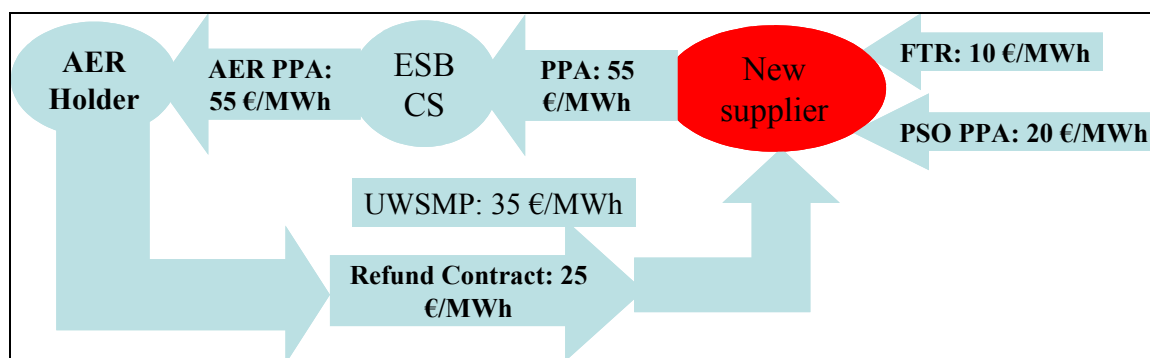 AER
Holder
AER PPA:
55 €/MWh
ESB
CS
PPA: 55
€/MWh
New
supplier
FTR: 10 €/MWh
PSO PPA: 20 €/MWh
UWSMP: 35 €/MWh
Refund Contract: 25
€/MWh